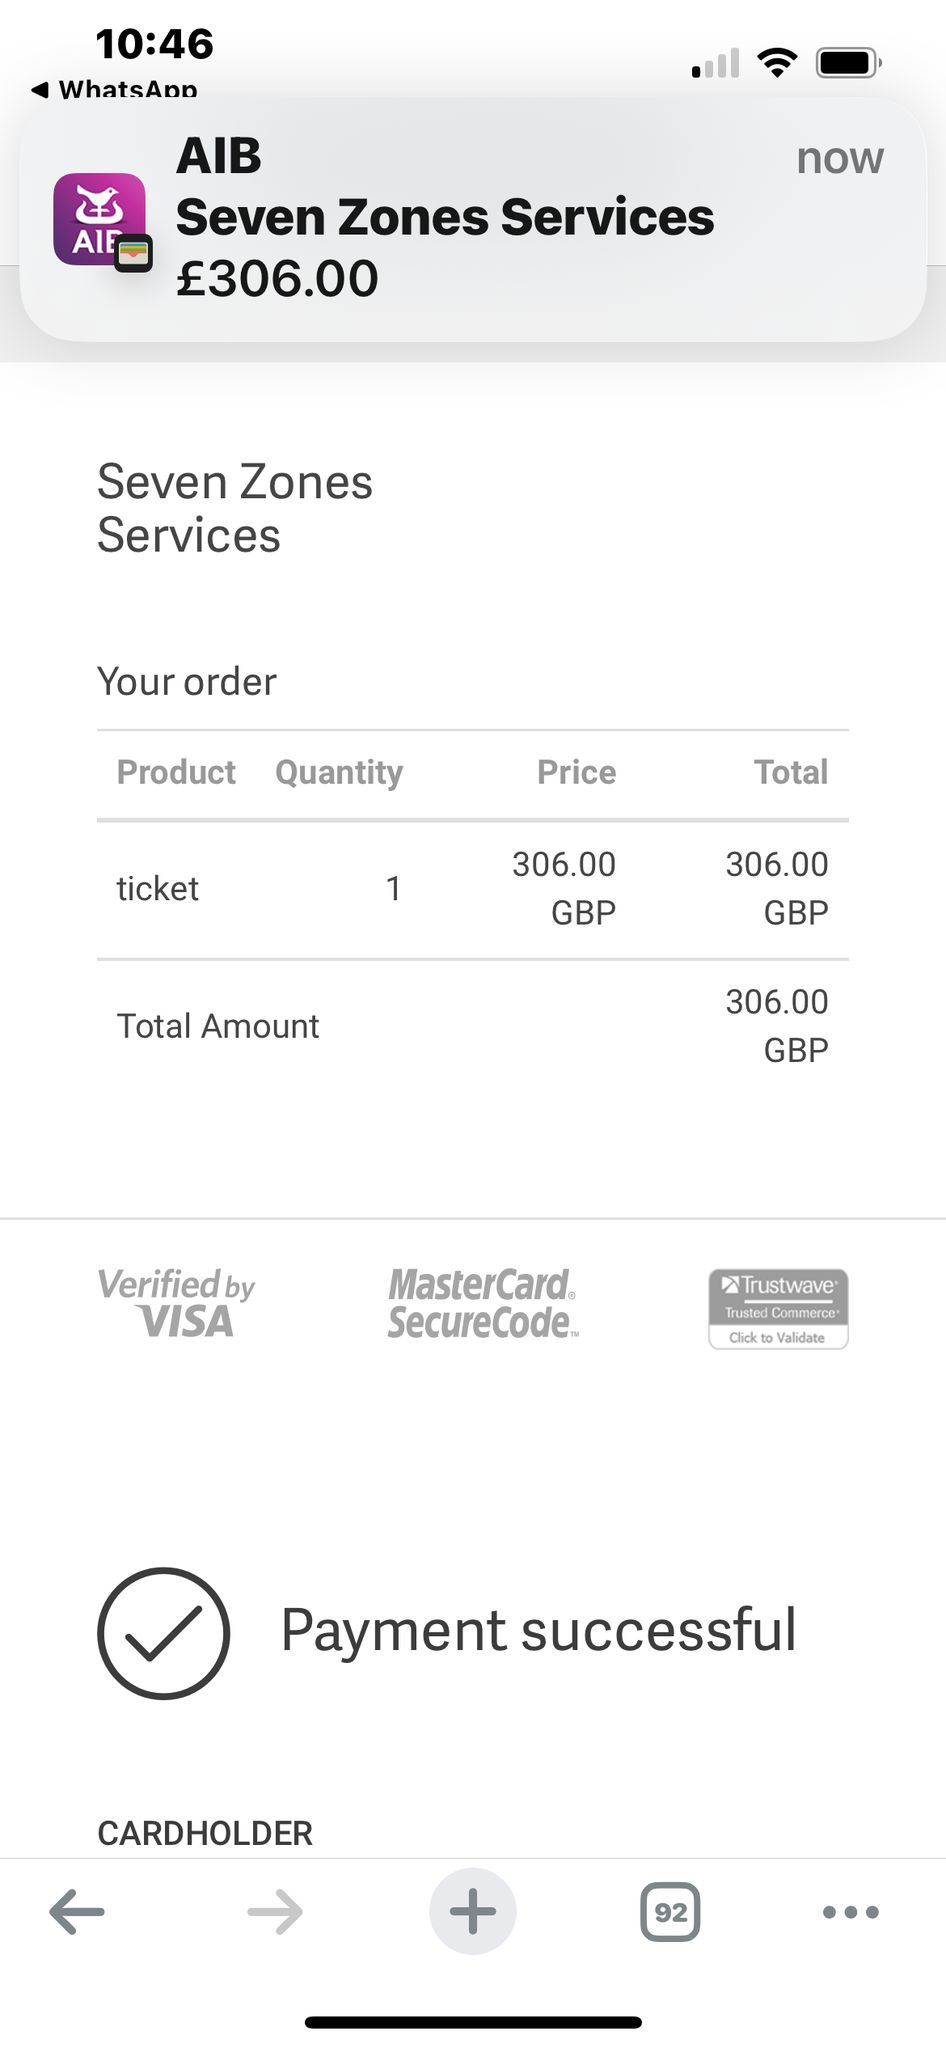 10:46
WhatsApp
AIB
now
Seven Zones Services
£306.00
AIB
Seven Zones
Services
Your order
Product Quantity Price Total
ticket 1 306.00 GBP 306.00 GBP
Total Amount 306.00 GBP
Verified by
VISA
MasterCard®
SecureCode™
Trustwave®
Trusted Commerce®
Click to Validate
Payment successful
CARDHOLDER
92